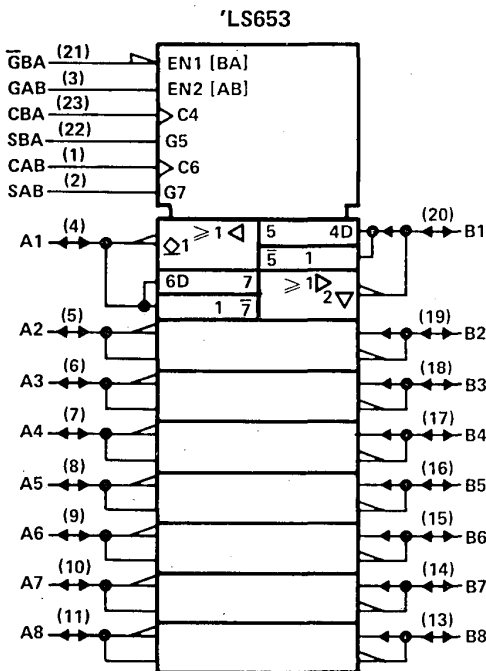 'LS653
G̅BA (21) EN1 [BA]
GAB (3) EN2 [AB]
CBA (23) C4
SBA (22) G5
CAB (1) C6
SAB (2) G7
A1 (4) 1 ≥1 5 4D (20) B1
5̅ 1
6D 7 ≥1 2
1 7̅
A2 (5) (19) B2
A3 (6) (18) B3
A4 (7) (17) B4
A5 (8) (16) B5
A6 (9) (15) B6
A7 (10) (14) B7
A8 (11) (13) B8